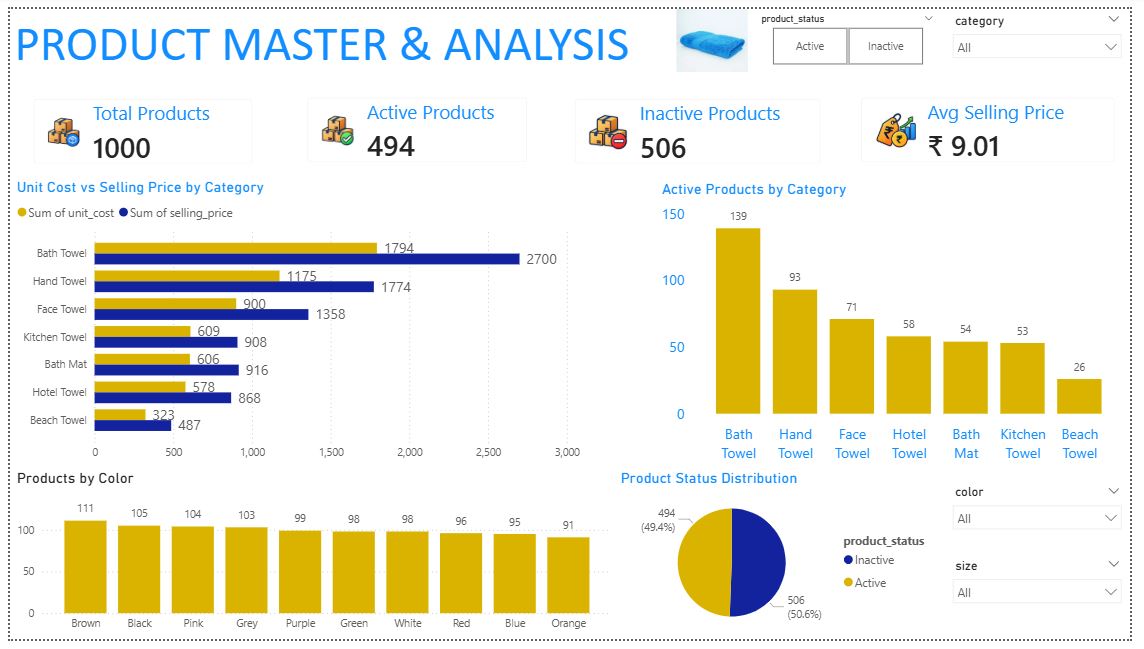 PRODUCT MASTER & ANALYSIS
product_status
Active
Inactive
category
All
Total Products
1000
Active Products
494
Inactive Products
506
Avg Selling Price
₹ 9.01
Unit Cost vs Selling Price by Category
Sum of unit_cost Sum of selling_price
Bath Towel 1794
2700
Hand Towel 1175
1774
Face Towel 900
1358
Kitchen Towel 609
908
Bath Mat 606
916
Hotel Towel 578
868
Beach Towel 323
487
0 500 1,000 1,500 2,000 2,500 3,000
Active Products by Category
150
100
50
0
139 93 71 58 54 53 26
Bath Towel
Hand Towel
Face Towel
Hotel Towel
Bath Mat
Kitchen Towel
Beach Towel
Products by Color
100
50
0
111 105 104 103 99 98 98 96 95 91
Brown Black Pink Grey Purple Green White Red Blue Orange
Product Status Distribution
494
(49.4%)
506
(50.6%)
product_status
Inactive
Active
color
All
size
All